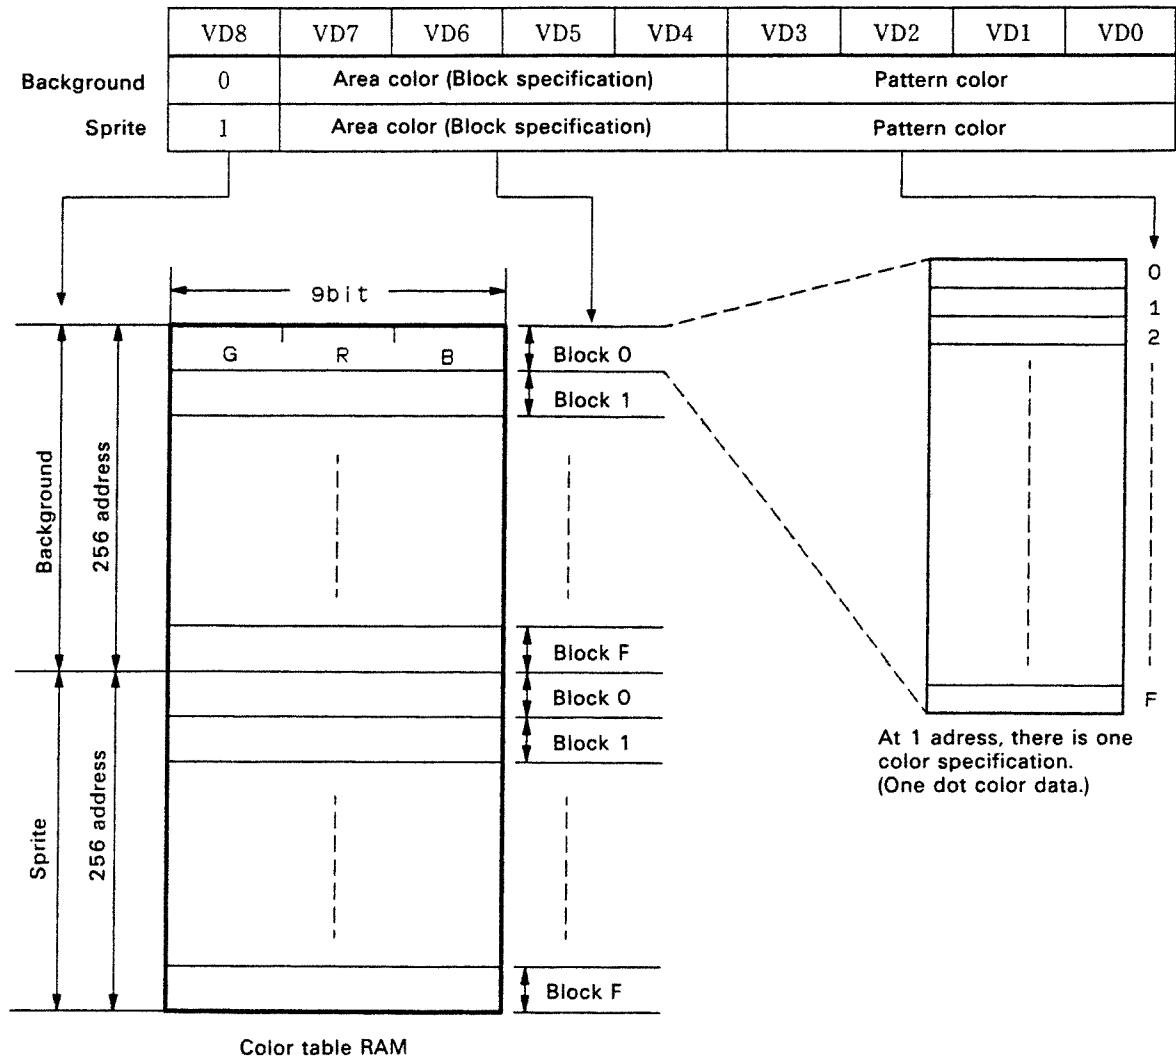 VD8 VD7 VD6 VD5 VD4 VD3 VD2 VD1 VD0
Background 0 Area color (Block specification) Pattern color
Sprite 1 Area color (Block specification) Pattern color
9bit
G R B
Block 0
Block 1
Block F
Block 0
Block 1
Block F
Background
256 address
Sprite
256 address
0
1
2
F
At 1 adress, there is one
color specification.
(One dot color data.)
Color table RAM